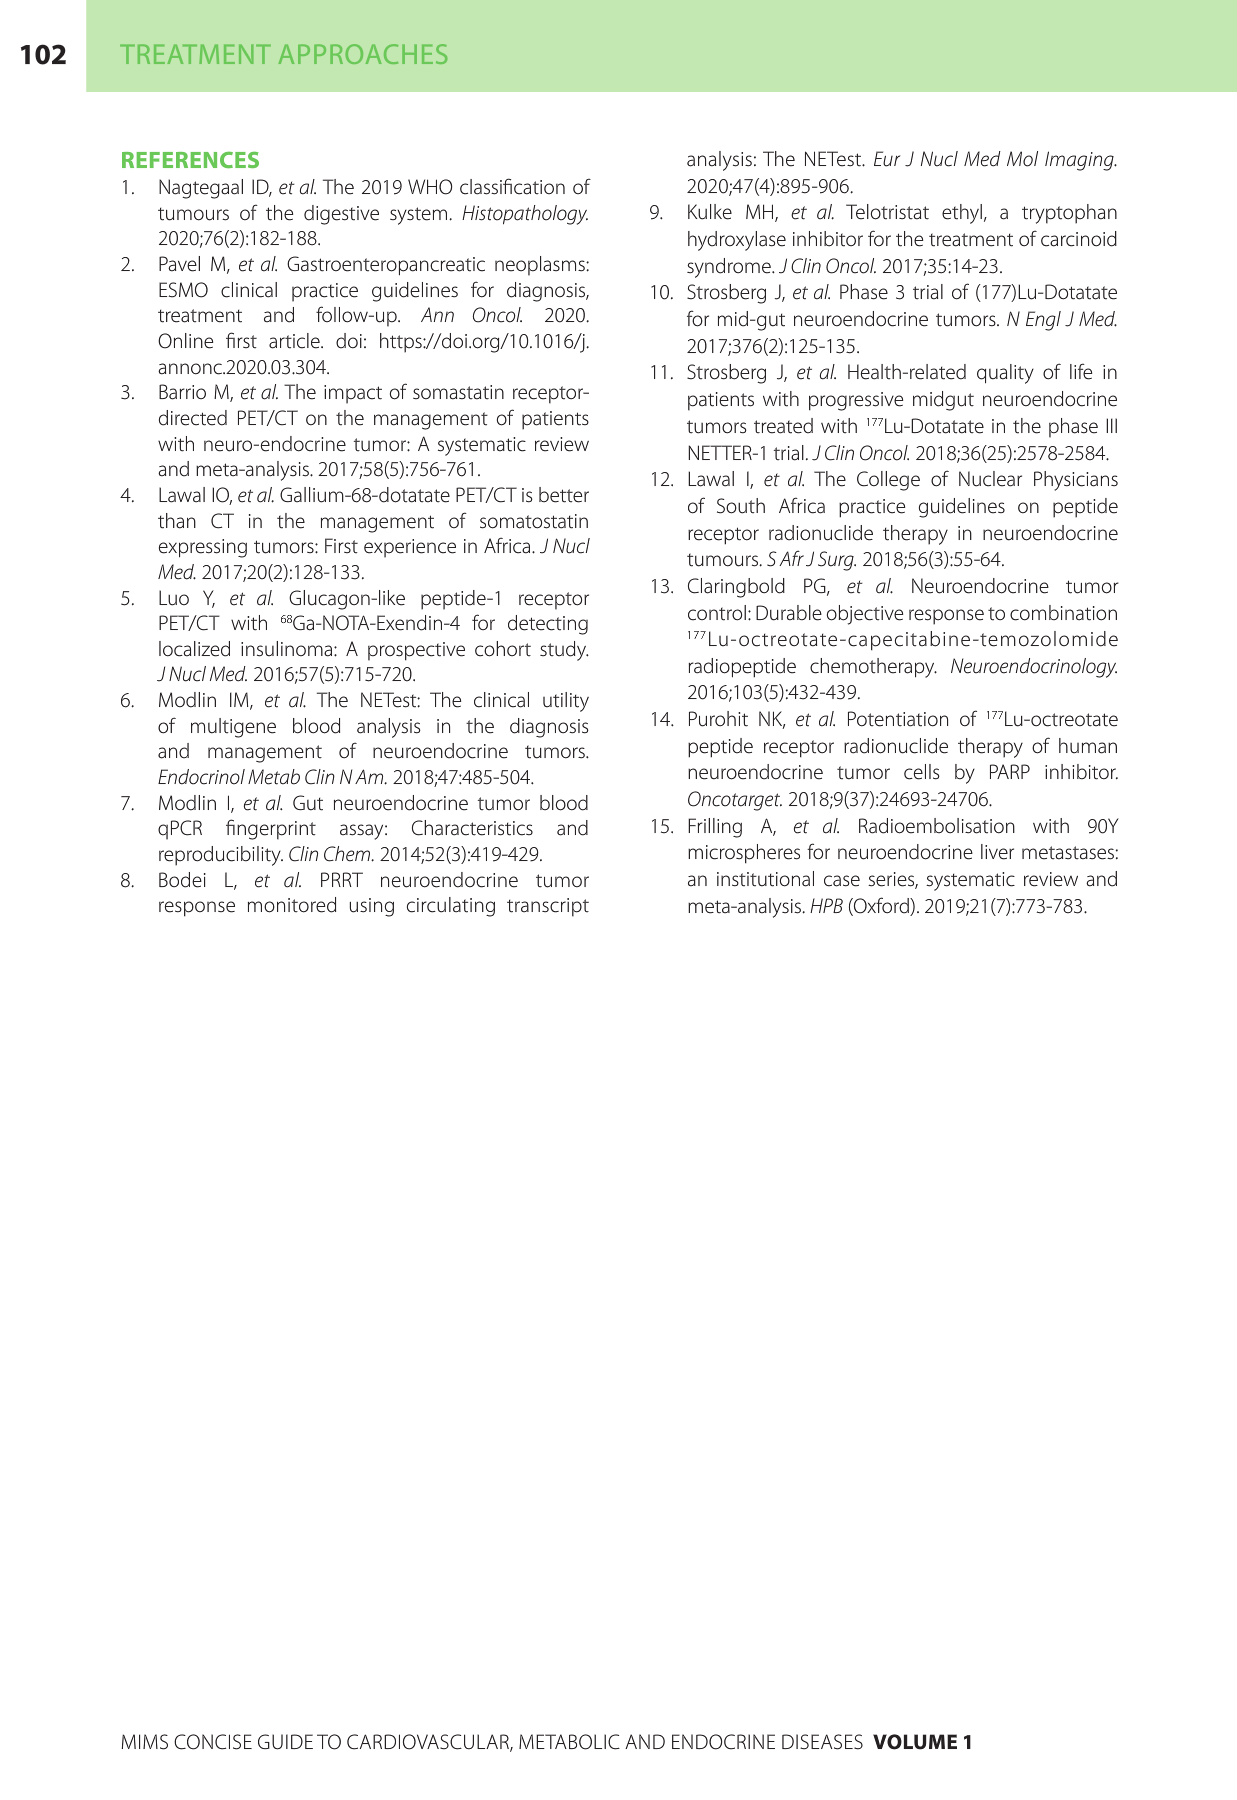 102
TREATMENT APPROACHES
REFERENCES
1. Nagtegaal ID, et al. The 2019 WHO classification of
tumours of the digestive system. Histopathology.
2020;76(2):182-188.
2. Pavel M, et al. Gastroenteropancreatic neoplasms:
ESMO clinical practice guidelines for diagnosis,
treatment and follow-up. Ann Oncol. 2020.
Online first article. doi: https://doi.org/10.1016/j.
annonc.2020.03.304.
3. Barrio M, et al. The impact of somastatin receptor-
directed PET/CT on the management of patients
with neuro-endocrine tumor: A systematic review
and meta-analysis. 2017;58(5):756-761.
4. Lawal IO, et al. Gallium-68-dotatate PET/CT is better
than CT in the management of somatostatin
expressing tumors: First experience in Africa. J Nucl
Med. 2017;20(2):128-133.
5. Luo Y, et al. Glucagon-like peptide-1 receptor
PET/CT with ⁶⁸Ga-NOTA-Exendin-4 for detecting
localized insulinoma: A prospective cohort study.
J Nucl Med. 2016;57(5):715-720.
6. Modlin IM, et al. The NETest: The clinical utility
of multigene blood analysis in the diagnosis
and management of neuroendocrine tumors.
Endocrinol Metab Clin N Am. 2018;47:485-504.
7. Modlin I, et al. Gut neuroendocrine tumor blood
qPCR fingerprint assay: Characteristics and
reproducibility. Clin Chem. 2014;52(3):419-429.
8. Bodei L, et al. PRRT neuroendocrine tumor
response monitored using circulating transcript
analysis: The NETest. Eur J Nucl Med Mol Imaging.
2020;47(4):895-906.
9. Kulke MH, et al. Telotristat ethyl, a tryptophan
hydroxylase inhibitor for the treatment of carcinoid
syndrome. J Clin Oncol. 2017;35:14-23.
10. Strosberg J, et al. Phase 3 trial of (177)Lu-Dotatate
for mid-gut neuroendocrine tumors. N Engl J Med.
2017;376(2):125-135.
11. Strosberg J, et al. Health-related quality of life in
patients with progressive midgut neuroendocrine
tumors treated with ¹⁷⁷Lu-Dotatate in the phase III
NETTER-1 trial. J Clin Oncol. 2018;36(25):2578-2584.
12. Lawal I, et al. The College of Nuclear Physicians
of South Africa practice guidelines on peptide
receptor radionuclide therapy in neuroendocrine
tumours. S Afr J Surg. 2018;56(3):55-64.
13. Claringbold PG, et al. Neuroendocrine tumor
control: Durable objective response to combination
¹⁷⁷Lu-octreotate-capecitabine-temozolomide
radiopeptide chemotherapy. Neuroendocrinology.
2016;103(5):432-439.
14. Purohit NK, et al. Potentiation of ¹⁷⁷Lu-octreotate
peptide receptor radionuclide therapy of human
neuroendocrine tumor cells by PARP inhibitor.
Oncotarget. 2018;9(37):24693-24706.
15. Frilling A, et al. Radioembolisation with 90Y
microspheres for neuroendocrine liver metastases:
an institutional case series, systematic review and
meta-analysis. HPB (Oxford). 2019;21(7):773-783.
MIMS CONCISE GUIDE TO CARDIOVASCULAR, METABOLIC AND ENDOCRINE DISEASES VOLUME 1